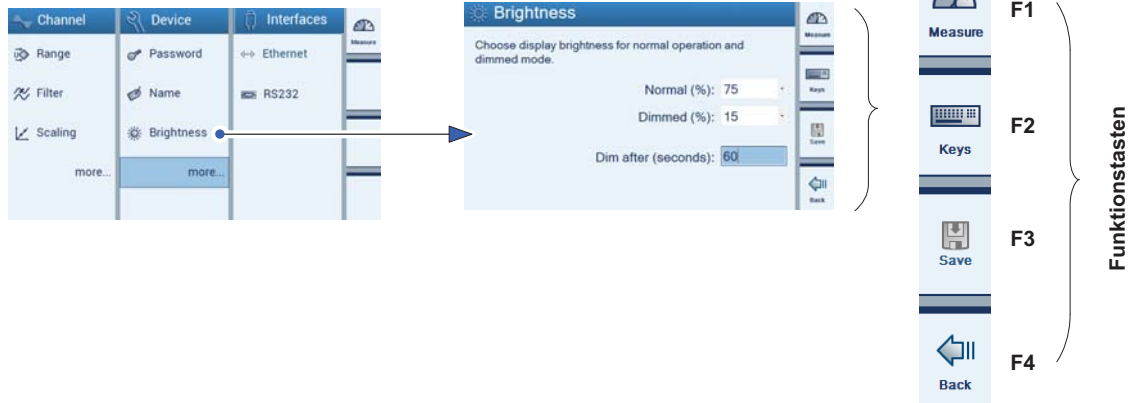 Channel
Device
Interfaces
Measure
Range
Password
Ethernet
Filter
Name
RS232
Scaling
Brightness
more...
more...
Brightness
Choose display brightness for normal operation and
dimmed mode.
Normal (%): 75
Dimmed (%): 15
Dim after (seconds): 60
Measure
Keys
Save
Back
Measure
F1
Keys
F2
Save
F3
Back
F4
Funktionstasten